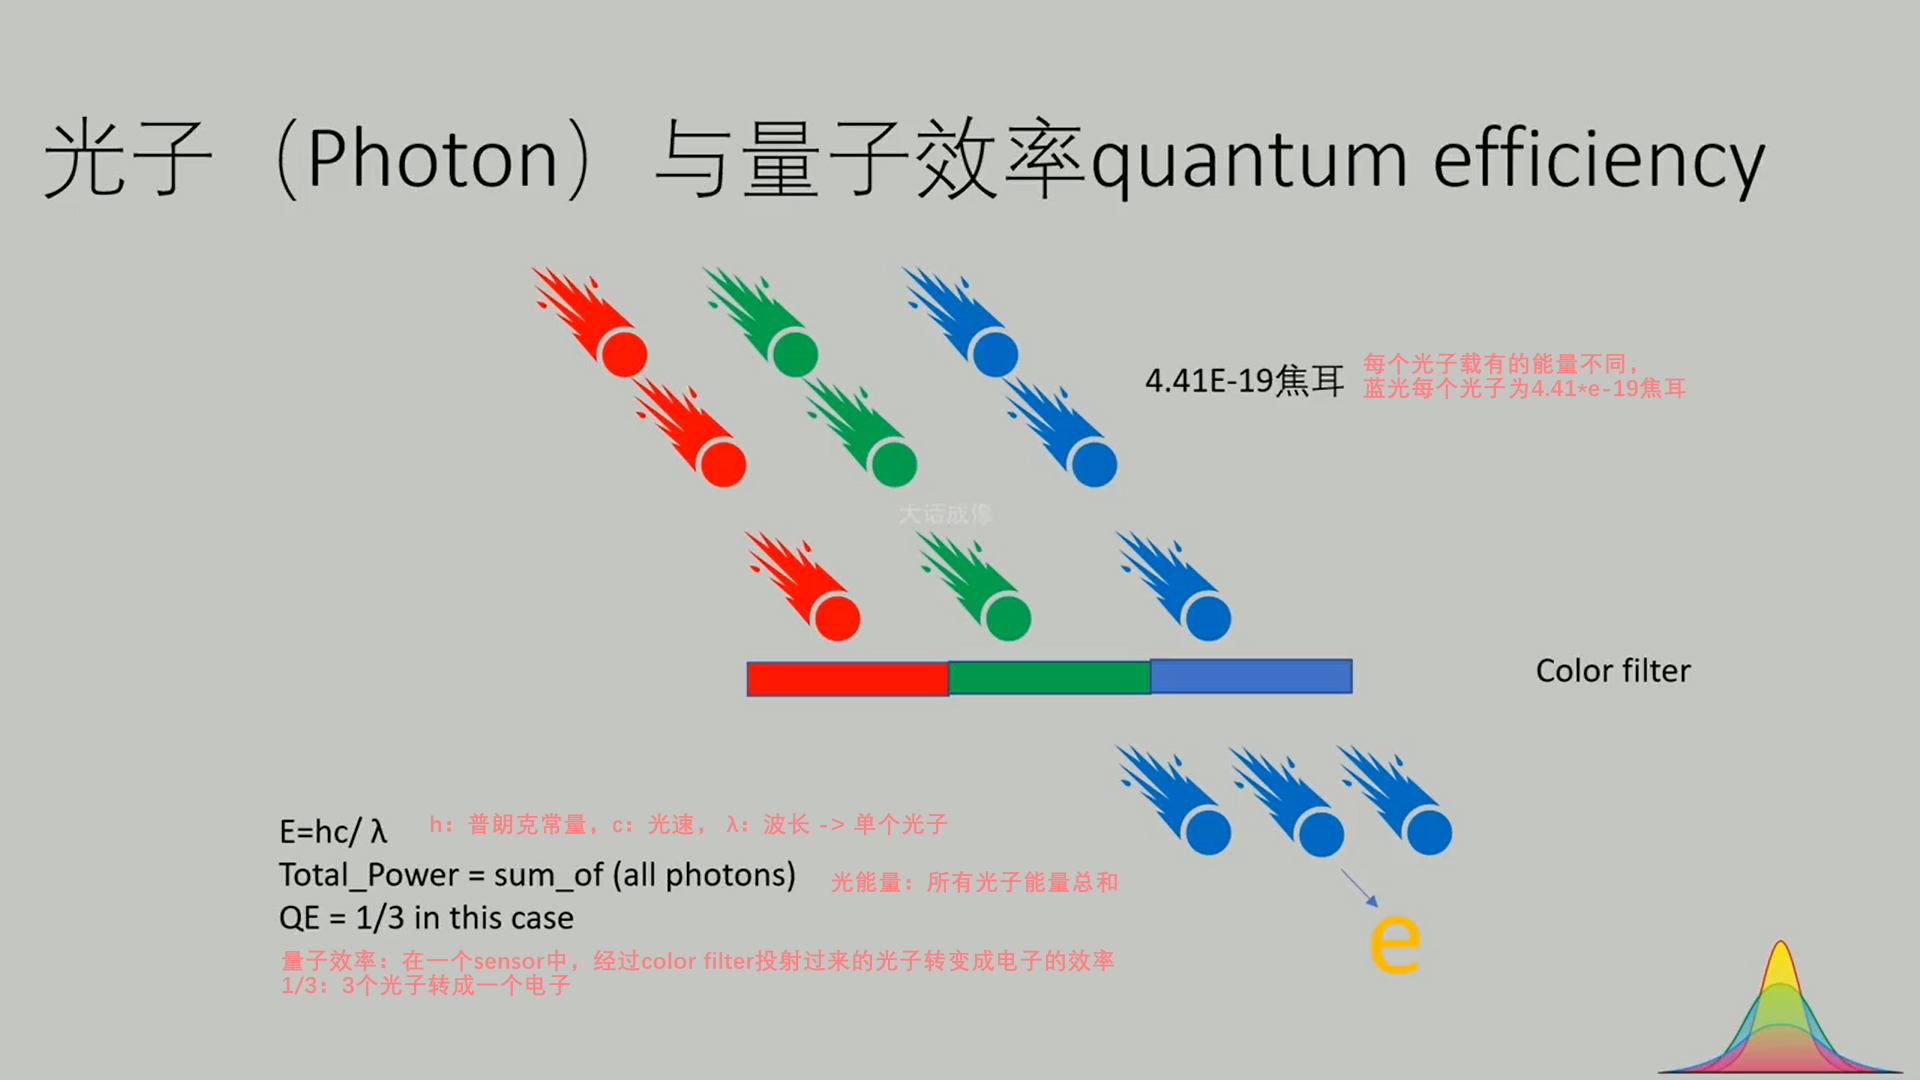 光子（Photon）与量子效率quantum efficiency
4.41E-19焦耳
每个光子载有的能量不同，
蓝光每个光子为4.41*e-19焦耳
大话成像
Color filter
E=hc/ λ
h：普朗克常量，c：光速， λ：波长 -> 单个光子
Total_Power = sum_of (all photons)
光能量：所有光子能量总和
QE = 1/3 in this case
e
量子效率：在一个sensor中，经过color filter投射过来的光子转变成电子的效率
1/3：3个光子转成一个电子